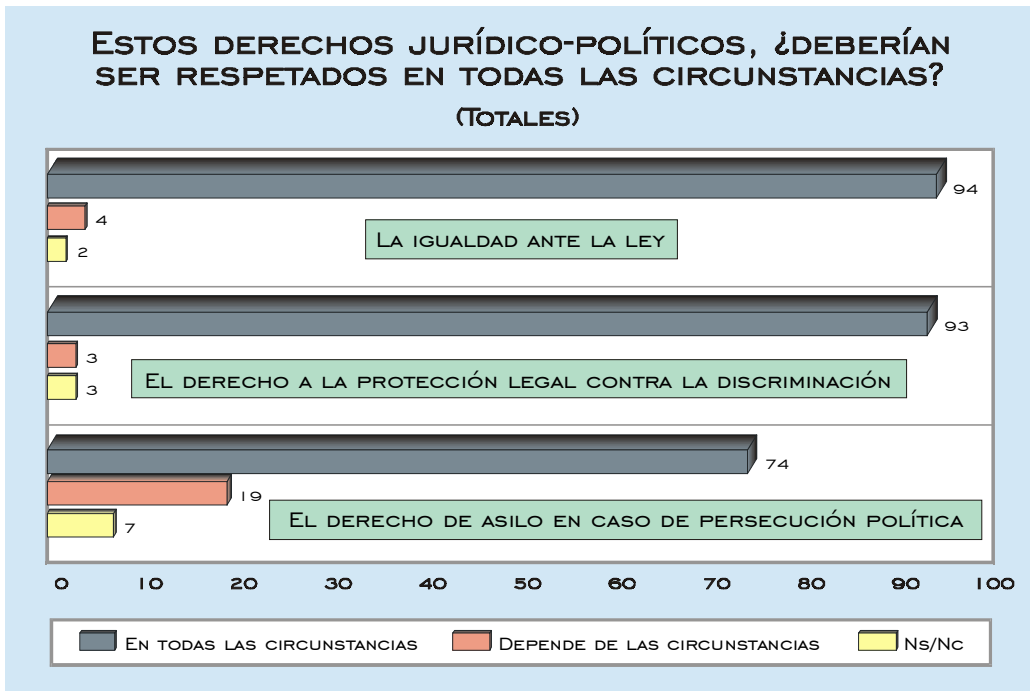 ESTOS DERECHOS JURÍDICO-POLÍTICOS, ¿DEBERÍAN
SER RESPETADOS EN TODAS LAS CIRCUNSTANCIAS?
(TOTALES)
94
4
LA IGUALDAD ANTE LA LEY
2
93
3
EL DERECHO A LA PROTECCIÓN LEGAL CONTRA LA DISCRIMINACIÓN
3
74
19
EL DERECHO DE ASILO EN CASO DE PERSECUCIÓN POLÍTICA
7
0 10 20 30 40 50 60 70 80 90 100
EN TODAS LAS CIRCUNSTANCIAS DEPENDE DE LAS CIRCUNSTANCIAS NS/NC